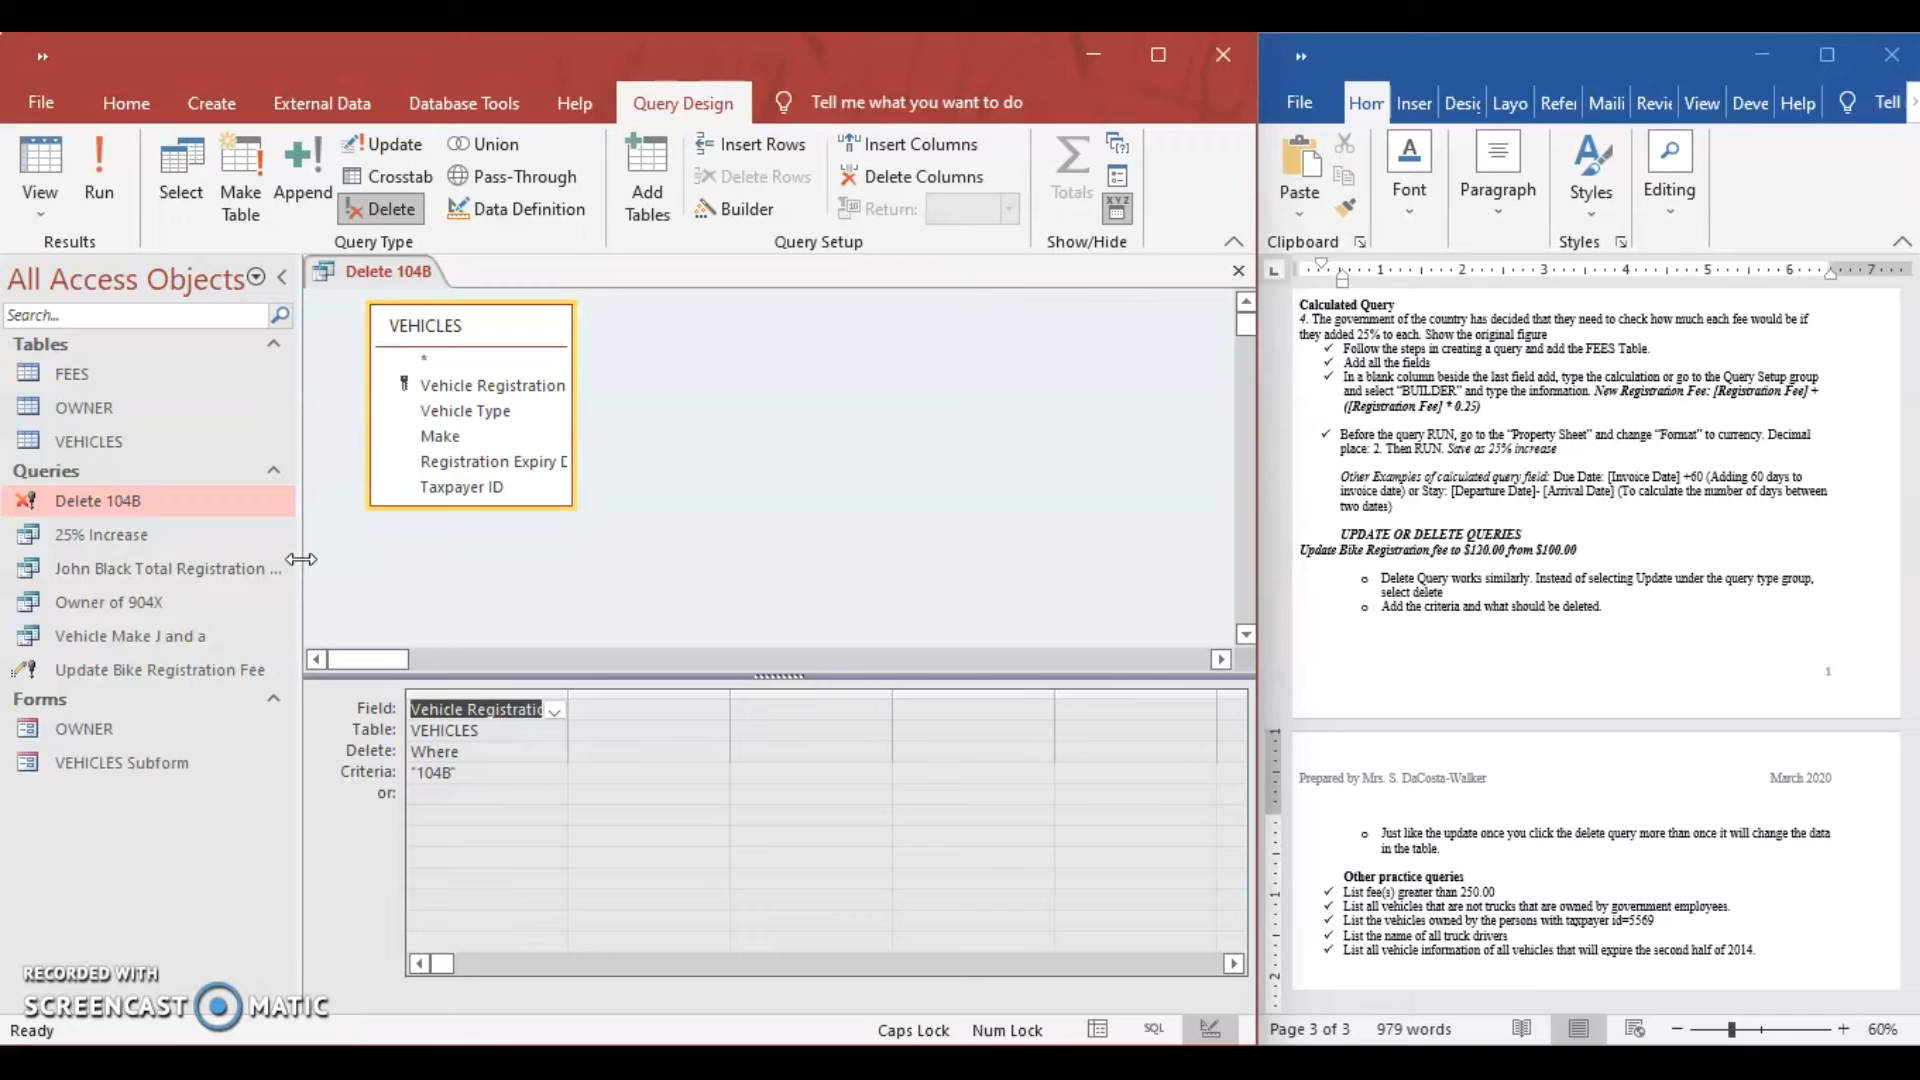 File
Home
Create
External Data
Database Tools
Help
Query Design
Tell me what you want to do
View
Run
Results
Select
Make
Table
Append
Update
Crosstab
Delete
Union
Pass-Through
Data Definition
Query Type
Add
Tables
Insert Rows
Delete Rows
Builder
Insert Columns
Delete Columns
Return:
Query Setup
Totals
XYZ
Show/Hide
All Access Objects
Search...
Tables
FEES
OWNER
VEHICLES
Queries
Delete 104B
25% Increase
John Black Total Registration ...
Owner of 904X
Vehicle Make J and a
Update Bike Registration Fee
Forms
OWNER
VEHICLES Subform
Delete 104B
VEHICLES
*
Vehicle Registration
Vehicle Type
Make
Registration Expiry D
Taxpayer ID
Field: Vehicle Registratio
Table: VEHICLES
Delete: Where
Criteria: "104B"
or:
RECORDED WITH
SCREENCAST MATIC
Ready
Caps Lock
Num Lock
SQL
File
Hom
Inser
Desig
Layo
Refer
Maili
Revie
View
Deve
Help
Tell
Paste
Clipboard
Font
Paragraph
Styles
Styles
Editing
1 2 3 4 5 6 7
Calculated Query
4. The government of the country has decided that they need to check how much each fee would be if
they added 25% to each. Show the original figure
✓ Follow the steps in creating a query and add the FEES Table.
✓ Add all the fields
✓ In a blank column beside the last field add, type the calculation or go to the Query Setup group
and select “BUILDER” and type the information. New Registration Fee: [Registration Fee] +
([Registration Fee] * 0.25)
✓ Before the query RUN, go to the “Property Sheet” and change “Format” to currency. Decimal
place: 2. Then RUN. Save as 25% increase
Other Examples of calculated query field: Due Date: [Invoice Date] +60 (Adding 60 days to
invoice date) or Stay: [Departure Date]- [Arrival Date] (To calculate the number of days between
two dates)
UPDATE OR DELETE QUERIES
Update Bike Registration fee to $120.00 from $100.00
o Delete Query works similarly. Instead of selecting Update under the query type group,
select delete
o Add the criteria and what should be deleted.
1
Prepared by Mrs. S. DaCosta-Walker
March 2020
o Just like the update once you click the delete query more than once it will change the data
in the table.
Other practice queries
✓ List fee(s) greater than 250.00
✓ List all vehicles that are not trucks that are owned by government employees.
✓ List the vehicles owned by the persons with taxpayer id=5569
✓ List the name of all truck drivers
✓ List all vehicle information of all vehicles that will expire the second half of 2014.
Page 3 of 3
979 words
60%